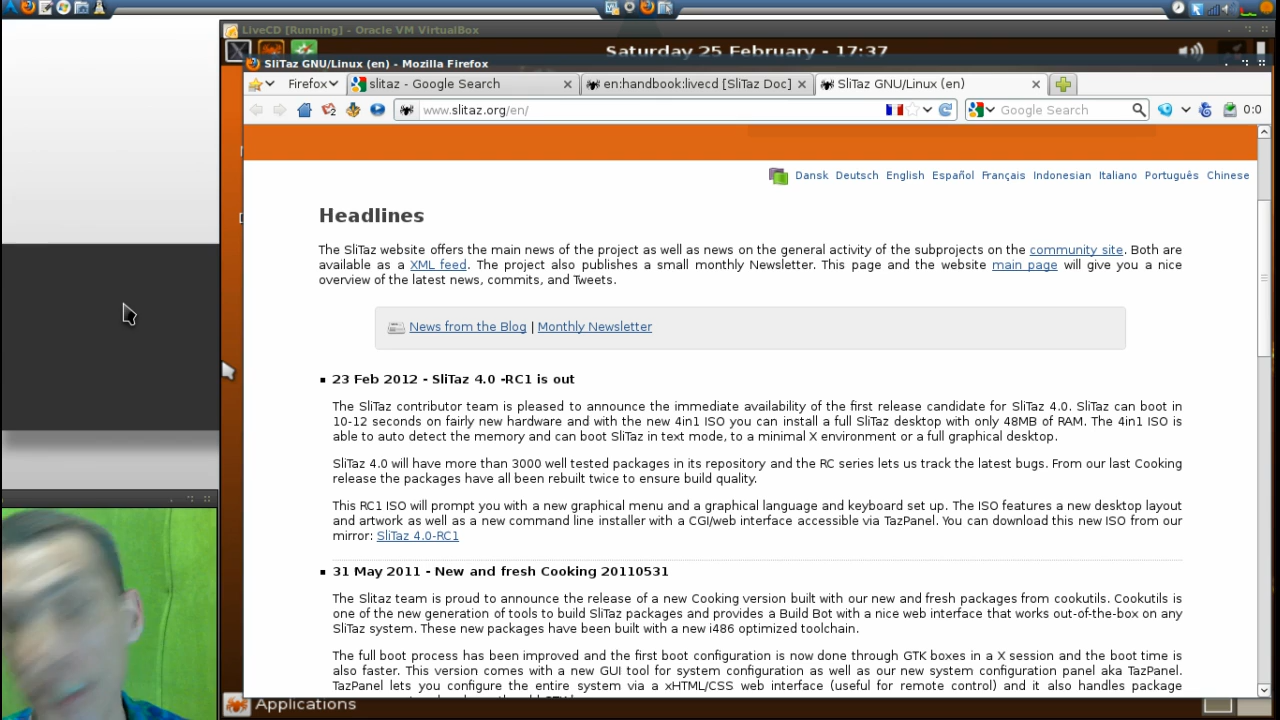 LiveCD [Running] - Oracle VM VirtualBox
Saturday 25 February - 17:37
SliTaz GNU/Linux (en) - Mozilla Firefox
Firefox
slitaz - Google Search
en:handbook:livecd [SliTaz Doc]
SliTaz GNU/Linux (en)
www.slitaz.org/en/
Google Search
0:0
Dansk Deutsch English Español Français Indonesian Italiano Português Chinese
Headlines
The SliTaz website offers the main news of the project as well as news on the general activity of the subprojects on the community site. Both are
available as a XML feed. The project also publishes a small monthly Newsletter. This page and the website main page will give you a nice
overview of the latest news, commits, and Tweets.
News from the Blog | Monthly Newsletter
23 Feb 2012 - SliTaz 4.0 -RC1 is out
The SliTaz contributor team is pleased to announce the immediate availability of the first release candidate for SliTaz 4.0. SliTaz can boot in
10-12 seconds on fairly new hardware and with the new 4in1 ISO you can install a full SliTaz desktop with only 48MB of RAM. The 4in1 ISO is
able to auto detect the memory and can boot SliTaz in text mode, to a minimal X environment or a full graphical desktop.
SliTaz 4.0 will have more than 3000 well tested packages in its repository and the RC series lets us track the latest bugs. From our last Cooking
release the packages have all been rebuilt twice to ensure build quality.
This RC1 ISO will prompt you with a new graphical menu and a graphical language and keyboard set up. The ISO features a new desktop layout
and artwork as well as a new command line installer with a CGI/web interface accessible via TazPanel. You can download this new ISO from our
mirror: SliTaz 4.0-RC1
31 May 2011 - New and fresh Cooking 20110531
The Slitaz team is proud to announce the release of a new Cooking version built with our new and fresh packages from cookutils. Cookutils is
one of the new generation of tools to build SliTaz packages and provides a Build Bot with a nice web interface that works out-of-the-box on any
SliTaz system. These new packages have been built with a new i486 optimized toolchain.
The full boot process has been improved and the first boot configuration is now done through GTK boxes in a X session and the boot time is
also faster. This version comes with a new GUI tool for system configuration as well as our new system configuration panel aka TazPanel.
TazPanel lets you configure the entire system via a xHTML/CSS web interface (useful for remote control) and it also handles package
Applications